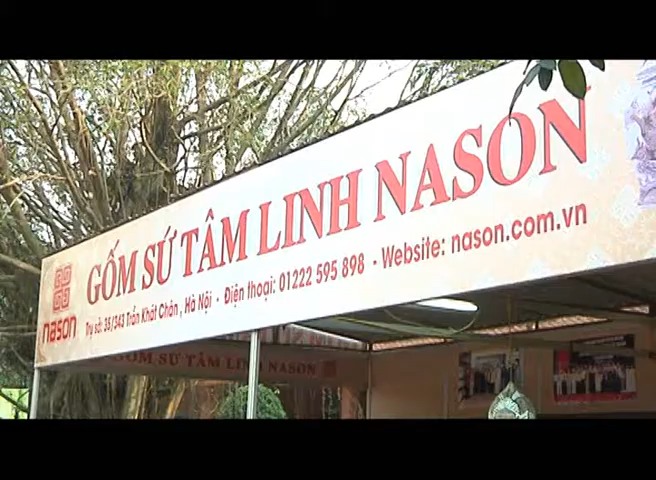 GỐM SỨ TÂM LINH NASON
nason
Trụ sở: 35/343 Trần Khát Chân, Hà Nội - Điện thoại: 01222 595 898 - Website: nason.com.vn
GỐM SỨ TÂM LINH NASON